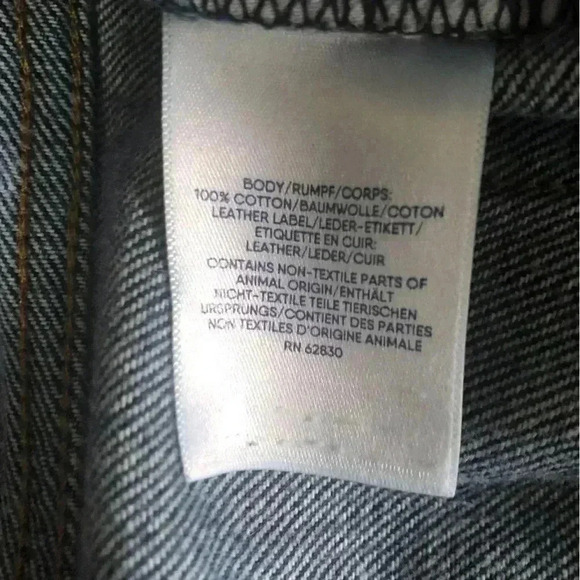 BODY/RUMPF/CORPS:
100% COTTON/BAUMWOLLE/COTON
LEATHER LABEL/LEDER-ETIKETT/
ETIQUETTE EN CUIR:
LEATHER/LEDER/CUIR
CONTAINS NON-TEXTILE PARTS OF
ANIMAL ORIGIN/ENTHÄLT
NICHT-TEXTILE TEILE TIERISCHEN
URSPRUNGS/CONTIENT DES PARTIES
NON TEXTILES D'ORIGINE ANIMALE
RN 62830